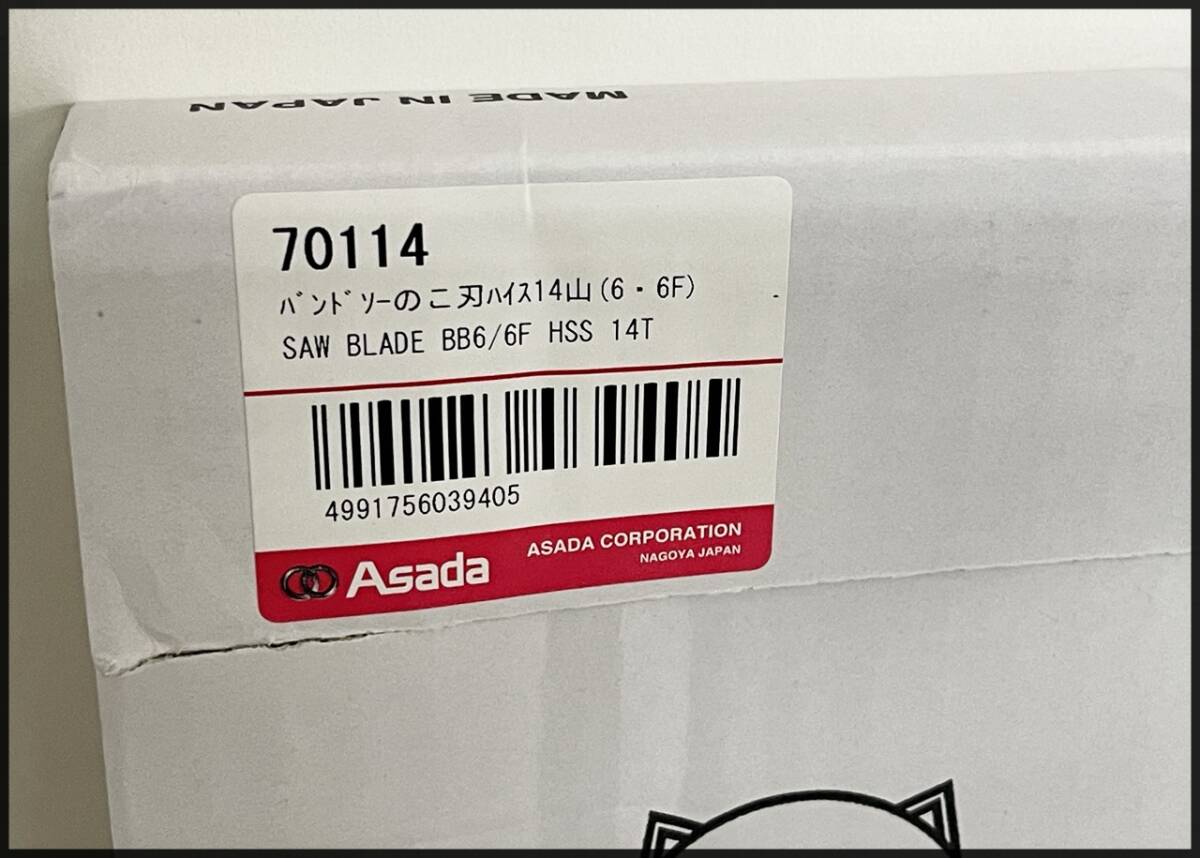 MADE IN JAPAN
70114
ﾊﾞﾝﾄﾞｿｰのこ刃ﾊｲｽ14山(6・6F)
SAW BLADE BB6/6F HSS 14T
4991756039405
Asada
ASADA CORPORATION
NAGOYA JAPAN